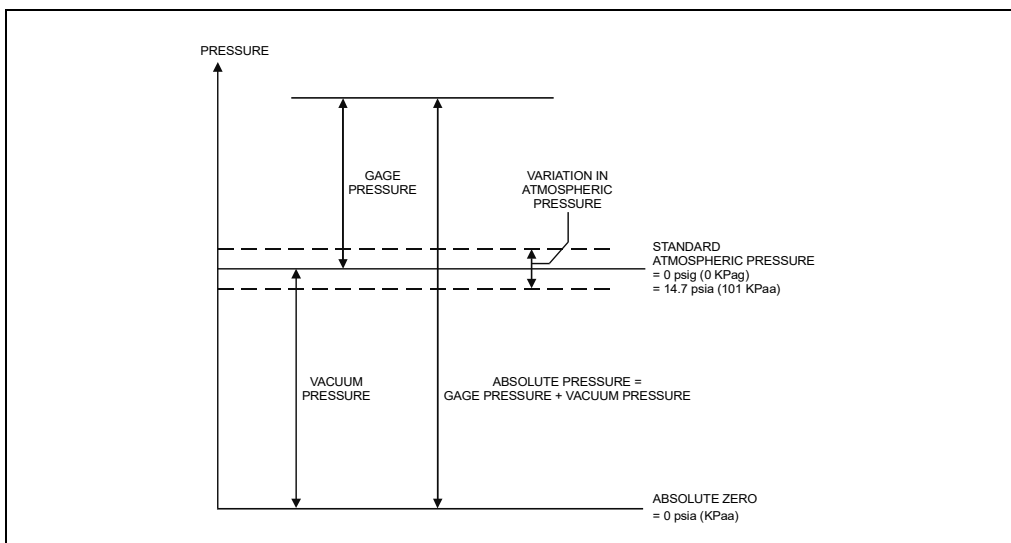 PRESSURE
GAGE
PRESSURE
VARIATION IN
ATMOSPHERIC
PRESSURE
STANDARD
ATMOSPHERIC PRESSURE
= 0 psig (0 KPag)
= 14.7 psia (101 KPaa)
VACUUM
PRESSURE
ABSOLUTE PRESSURE =
GAGE PRESSURE + VACUUM PRESSURE
ABSOLUTE ZERO
= 0 psia (KPaa)